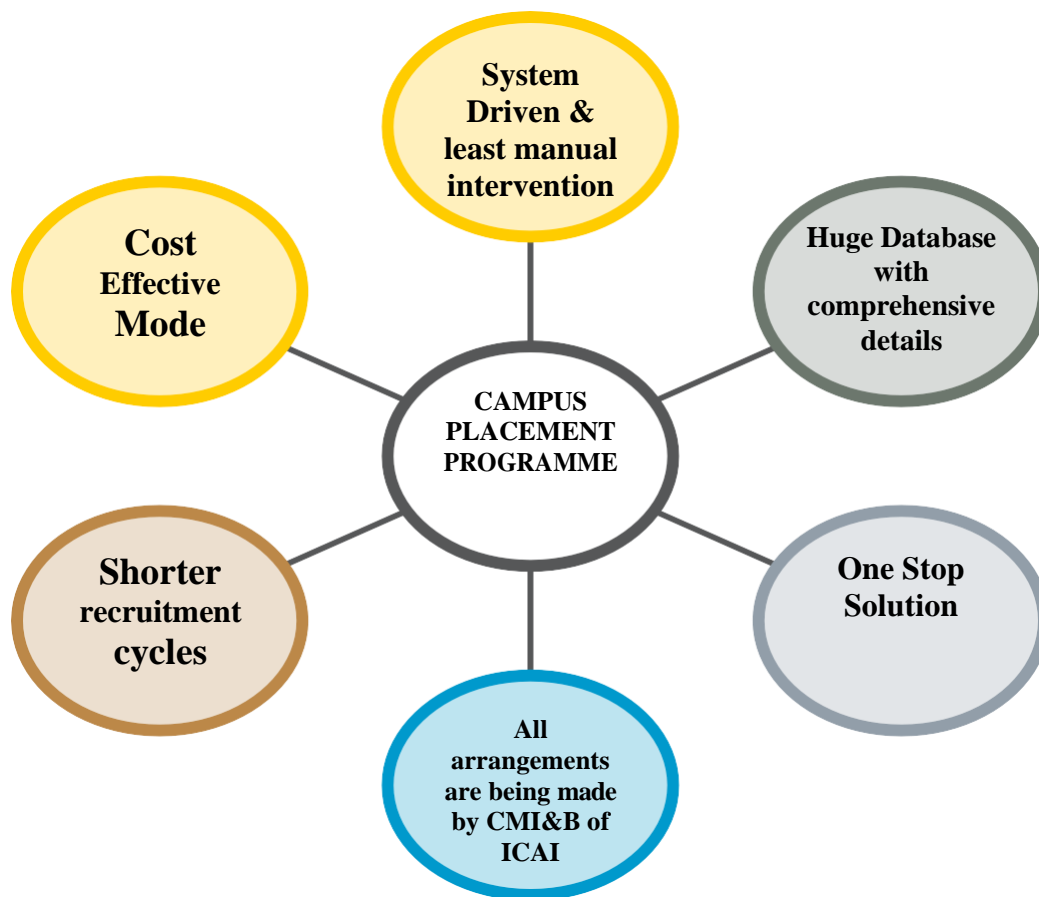 System
Driven &
least manual
intervention
Cost
Effective
Mode
Huge Database
with
comprehensive
details
CAMPUS
PLACEMENT
PROGRAMME
Shorter
recruitment
cycles
One Stop
Solution
All
arrangements
are being made
by CMI&B of
ICAI